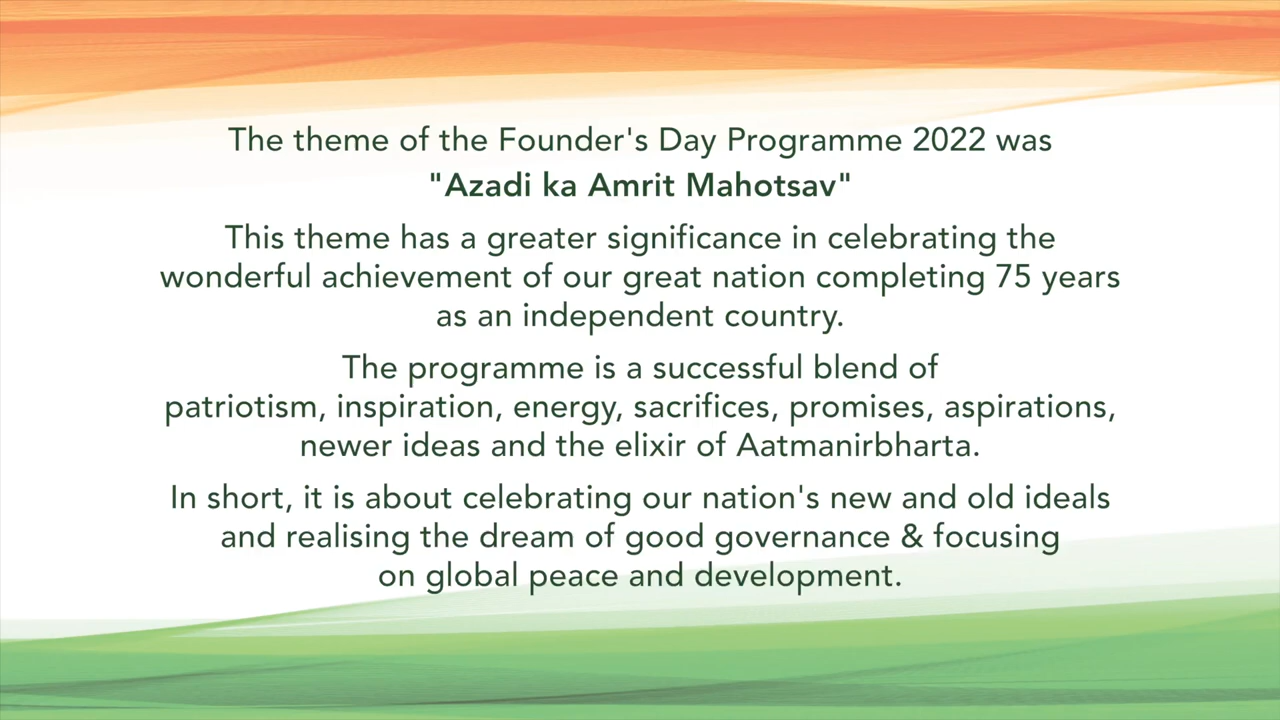 The theme of the Founder's Day Programme 2022 was
"Azadi ka Amrit Mahotsav"
This theme has a greater significance in celebrating the
wonderful achievement of our great nation completing 75 years
as an independent country.
The programme is a successful blend of
patriotism, inspiration, energy, sacrifices, promises, aspirations,
newer ideas and the elixir of Aatmanirbharta.
In short, it is about celebrating our nation's new and old ideals
and realising the dream of good governance & focusing
on global peace and development.